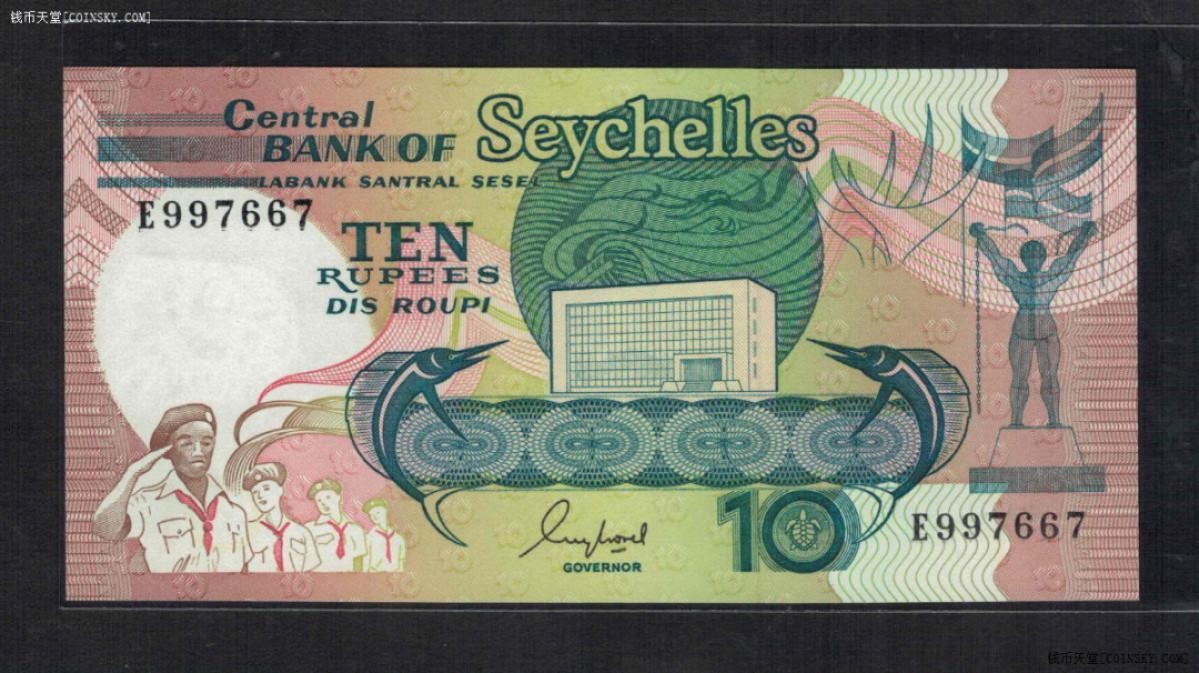 钱币天堂[COINSKY.COM]
Central
BANK OF Seychelles
LABANK SANTRAL SESEL
E997667
TEN
RUPEES
DIS ROUPI
GOVERNOR
10
E997667
钱币天堂[COINSKY.COM]